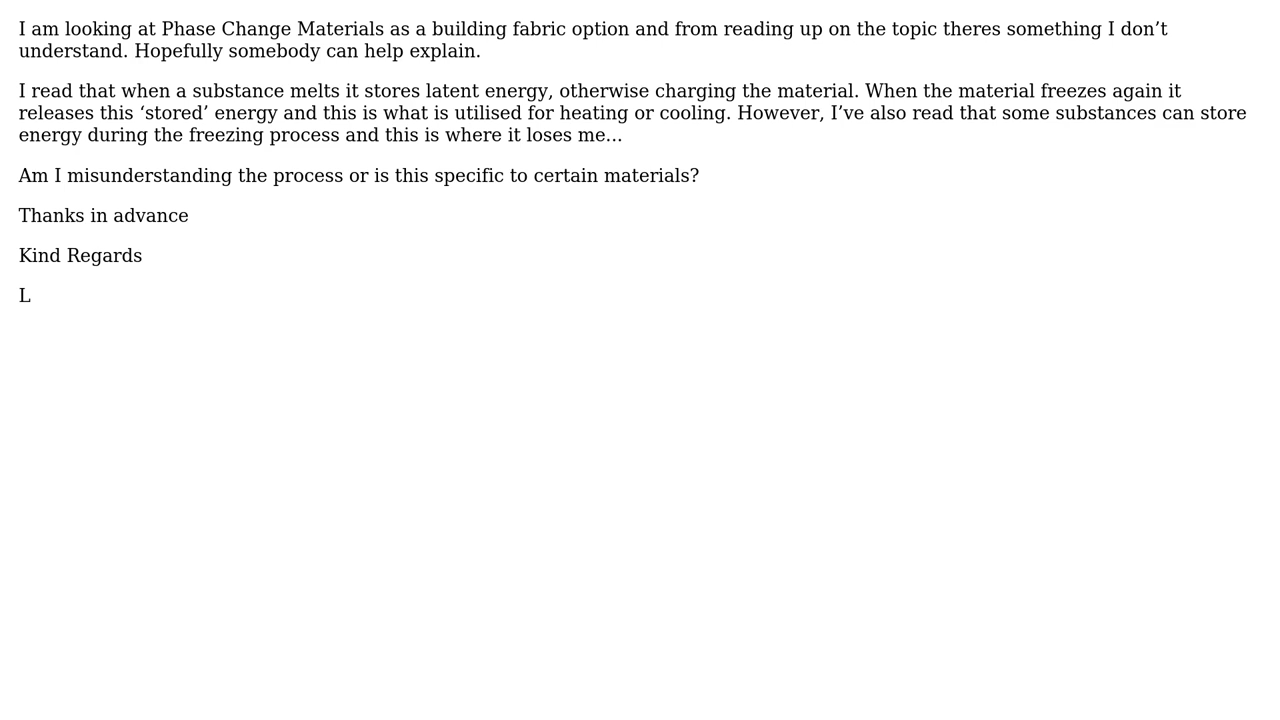 I am looking at Phase Change Materials as a building fabric option and from reading up on the topic theres something I don’t
understand. Hopefully somebody can help explain.
I read that when a substance melts it stores latent energy, otherwise charging the material. When the material freezes again it
releases this ‘stored’ energy and this is what is utilised for heating or cooling. However, I’ve also read that some substances can store
energy during the freezing process and this is where it loses me...
Am I misunderstanding the process or is this specific to certain materials?
Thanks in advance
Kind Regards
L